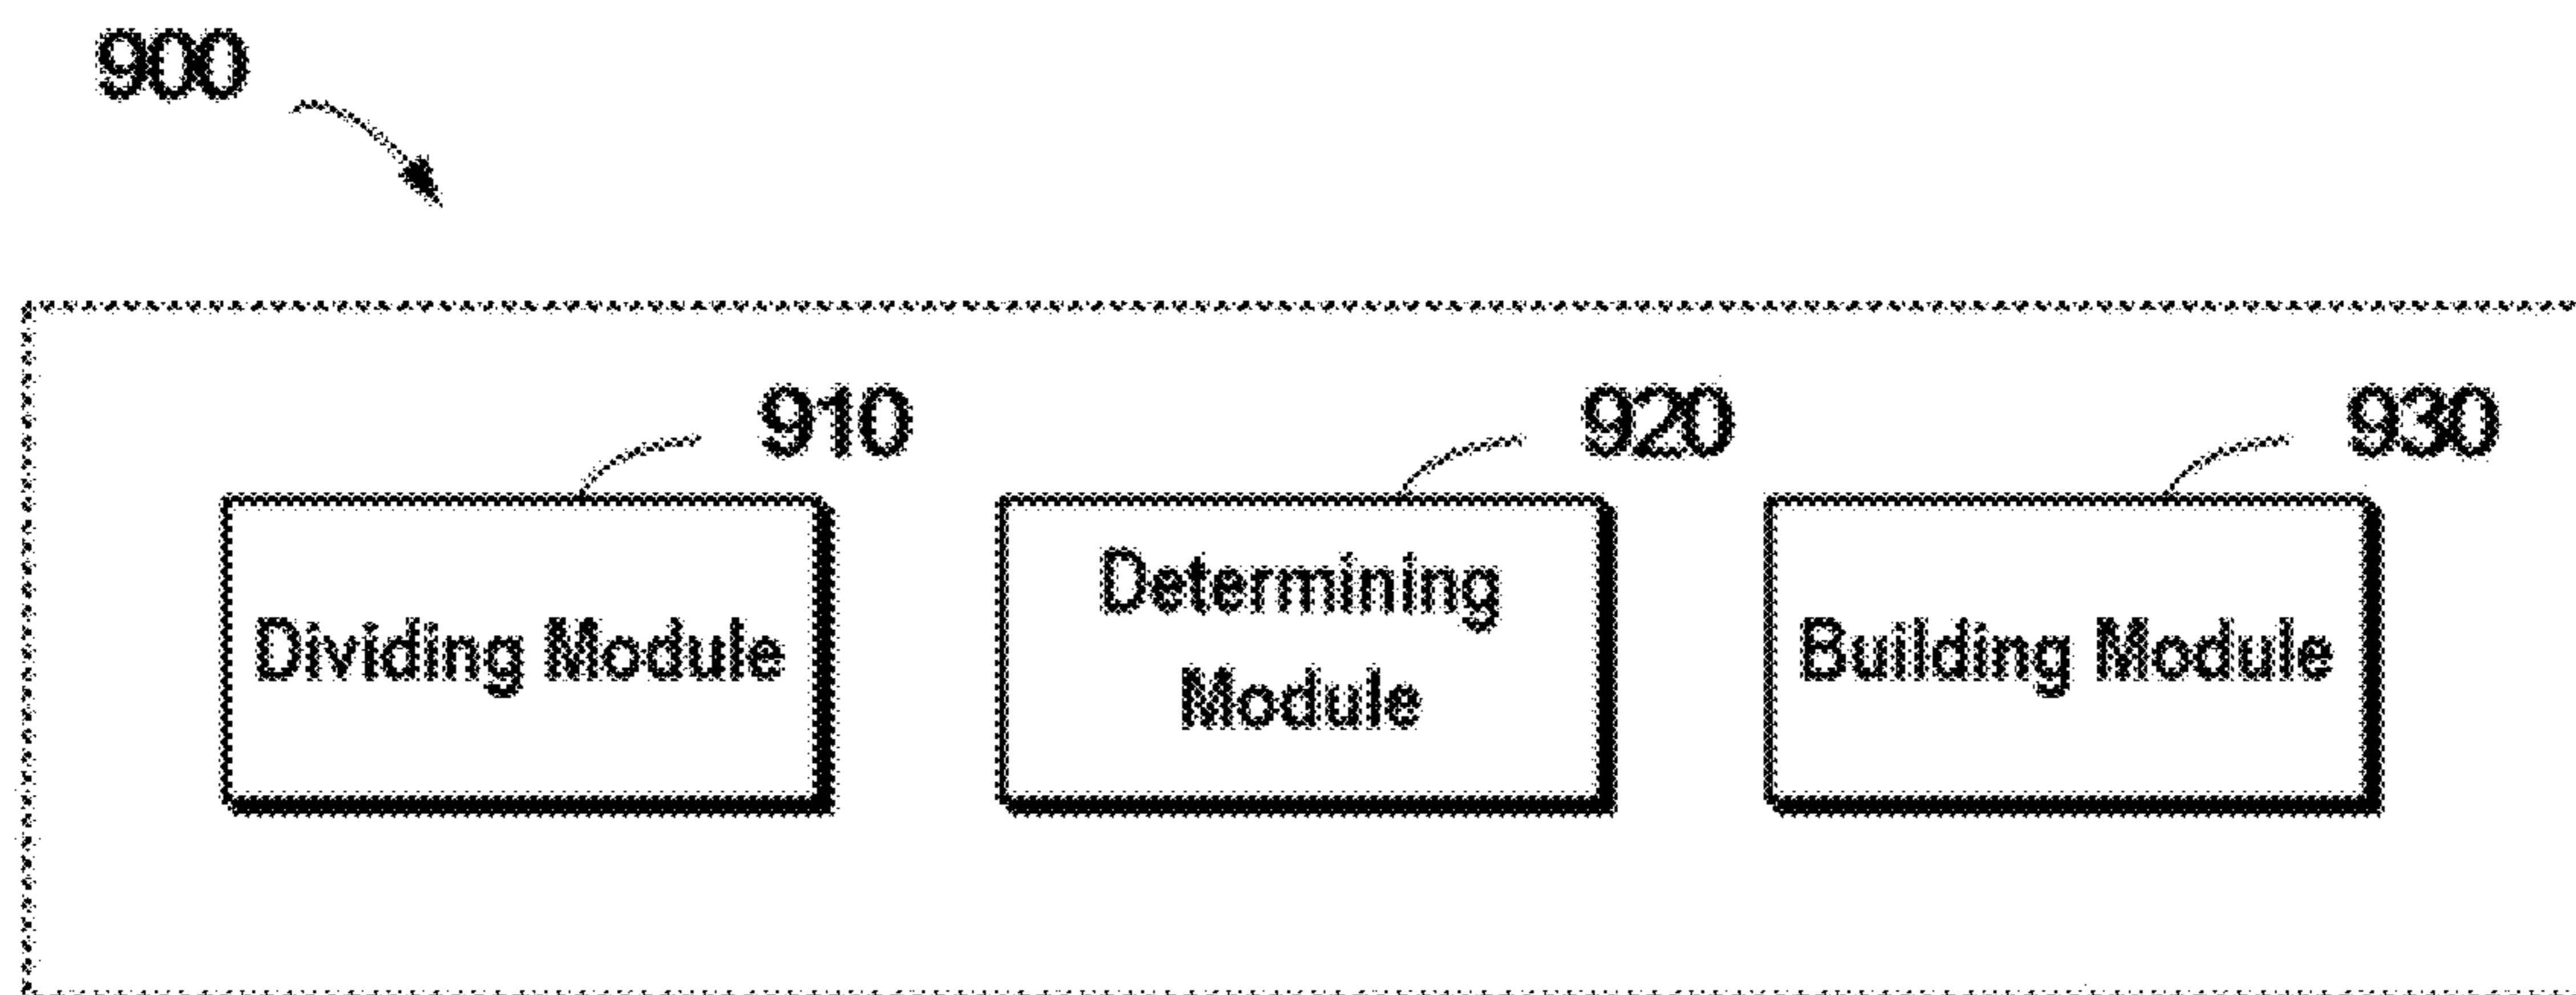 900
910
920
930
Dividing Module
Determining
Module
Building Module